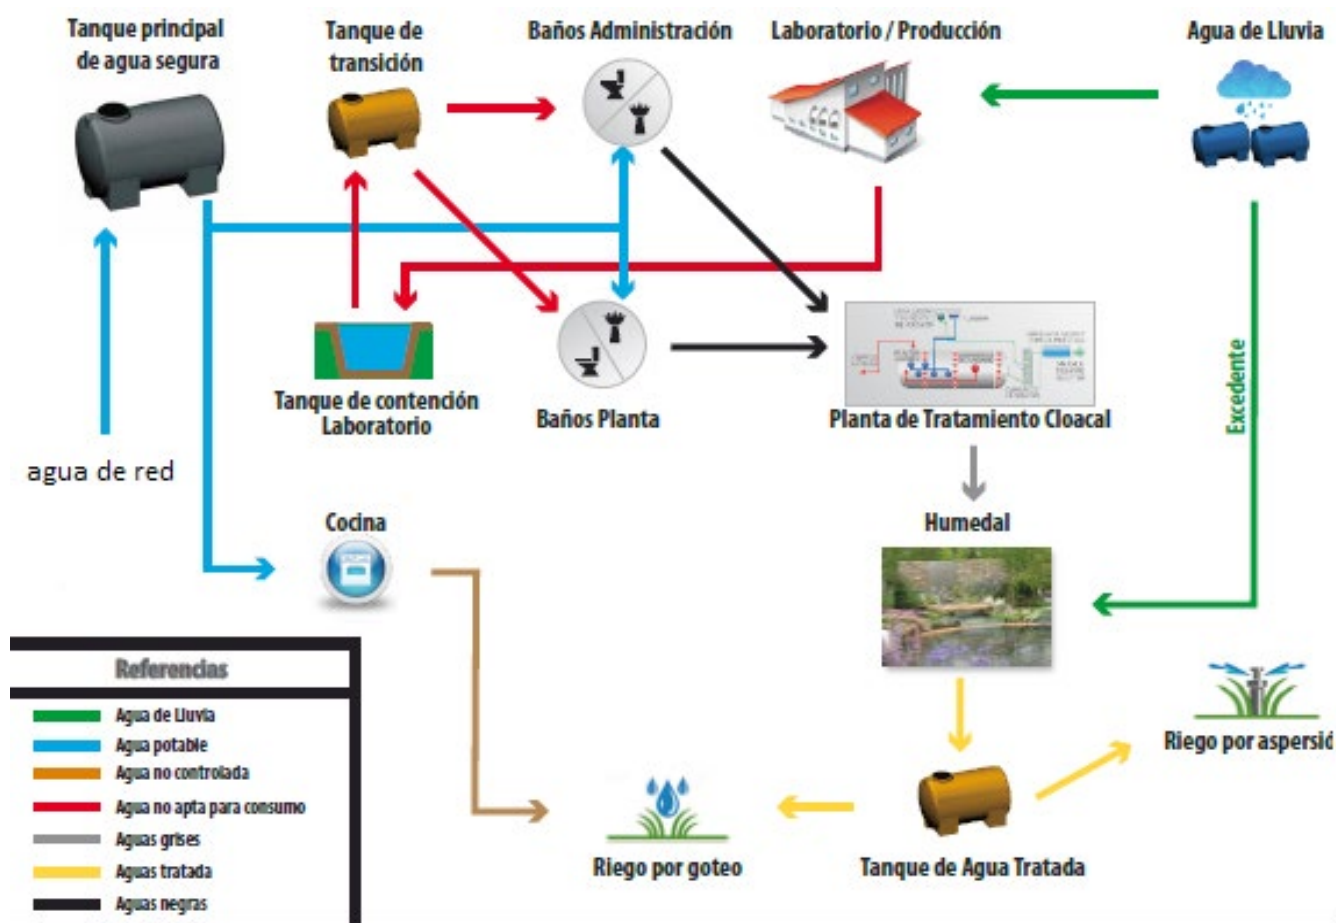 Tanque principal
de agua segura
Tanque de
transición
Baños Administración
Laboratorio / Producción
Agua de Lluvia
Tanque de contención
Laboratorio
Baños Planta
Planta de Tratamiento Cloacal
Excedente
agua de red
Cocina
Humedal
Riego por aspersió
Riego por goteo
Tanque de Agua Tratada
Referencias
Agua de Lluvia
Agua potable
Agua no controlada
Agua no apta para consumo
Aguas grises
Aguas tratada
Aguas negras